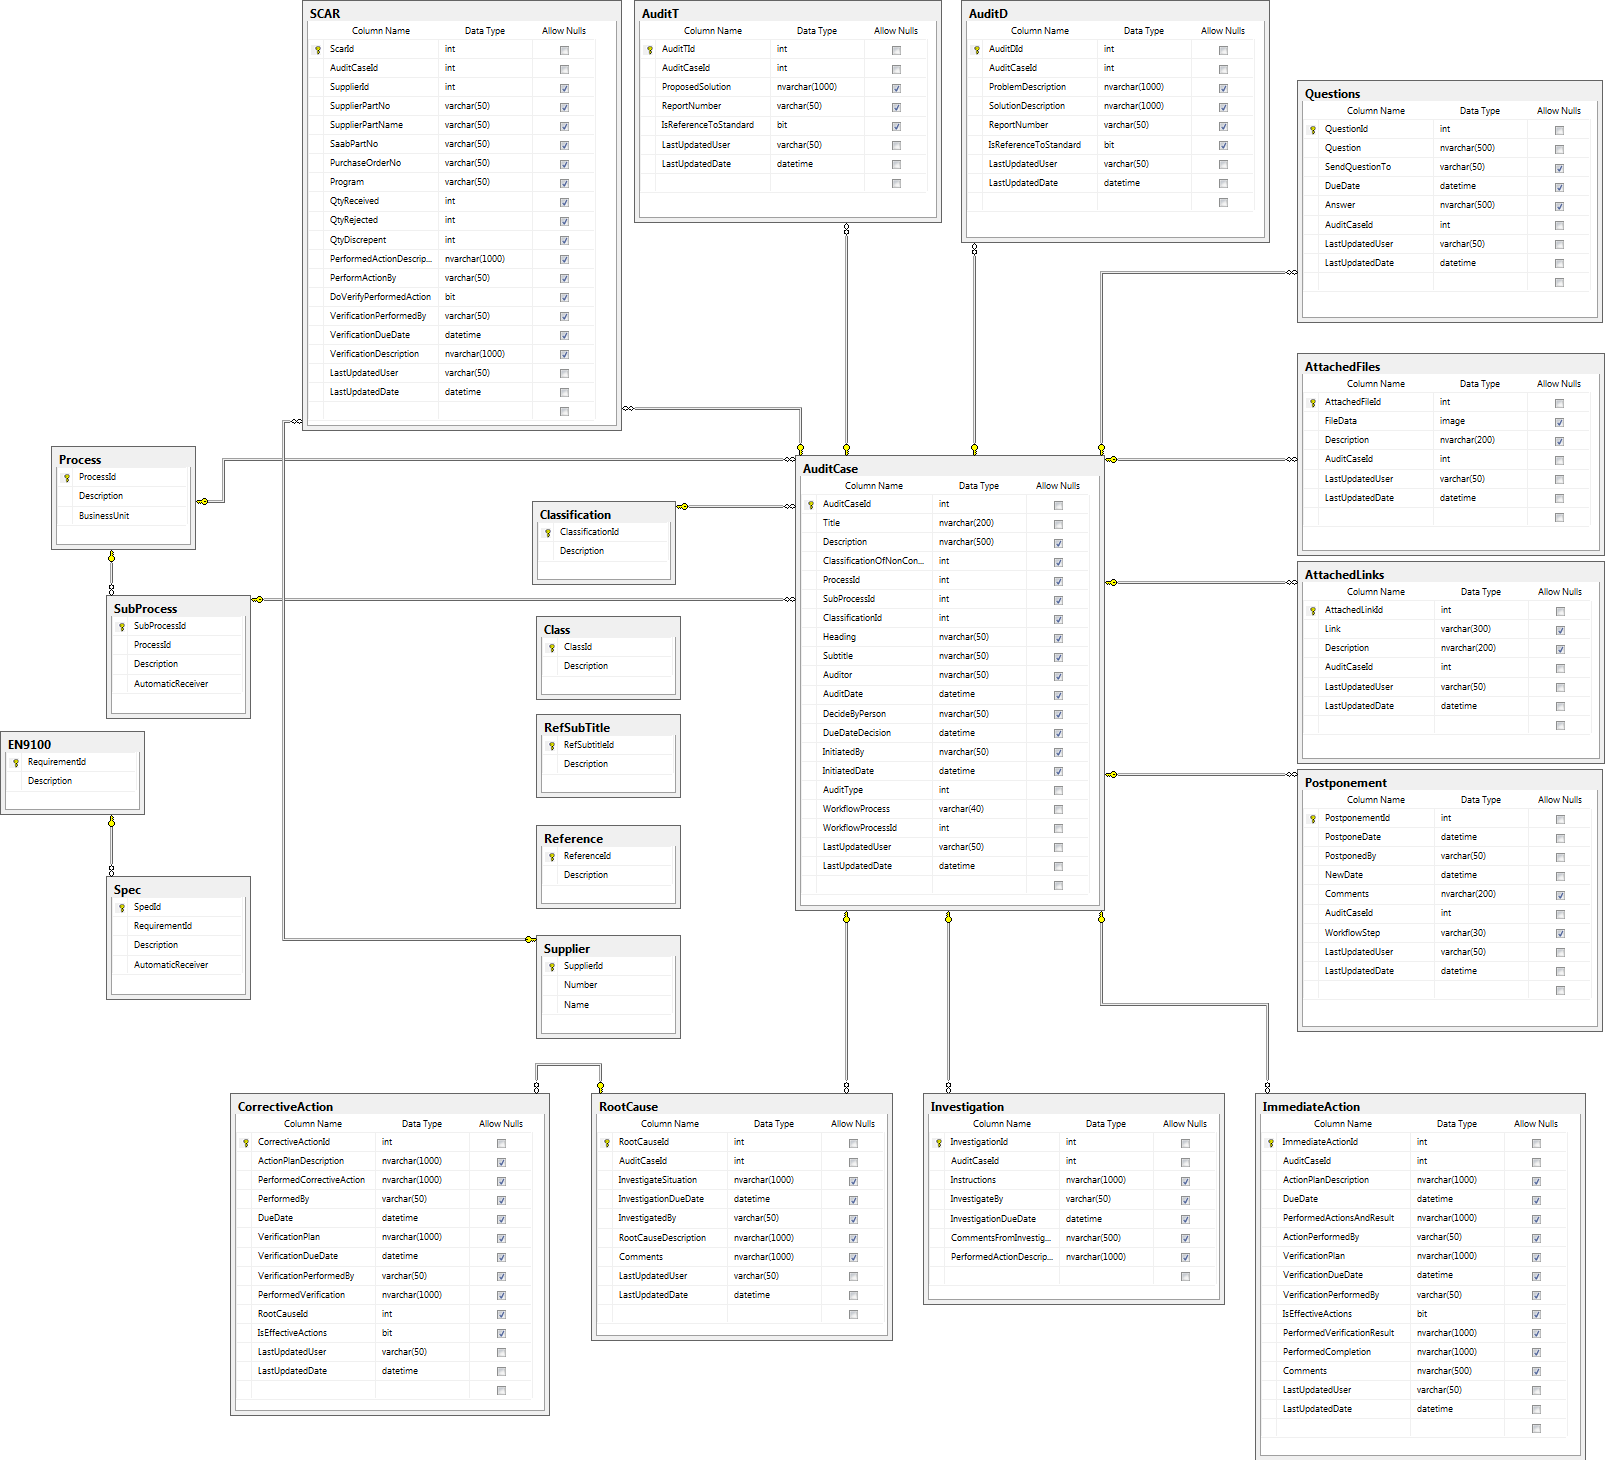 SCAR
Column Name Data Type Allow Nulls
ScarId int
AuditCaseId int
SupplierId int
SupplierPartNo varchar(50)
SupplierPartName varchar(50)
SaabPartNo varchar(50)
PurchaseOrderNo varchar(50)
Program varchar(50)
QtyReceived int
QtyRejected int
QtyDiscrepent int
PerformedActionDescrip... nvarchar(1000)
PerformActionBy varchar(50)
DoVerifyPerformedAction bit
VerificationPerformedBy varchar(50)
VerificationDueDate datetime
VerificationDescription nvarchar(1000)
LastUpdatedUser varchar(50)
LastUpdatedDate datetime
AuditT
Column Name Data Type Allow Nulls
AuditTId int
AuditCaseId int
ProposedSolution nvarchar(1000)
ReportNumber varchar(50)
IsReferenceToStandard bit
LastUpdatedUser varchar(50)
LastUpdatedDate datetime
AuditD
Column Name Data Type Allow Nulls
AuditDId int
AuditCaseId int
ProblemDescription nvarchar(1000)
SolutionDescription nvarchar(1000)
ReportNumber varchar(50)
IsReferenceToStandard bit
LastUpdatedUser varchar(50)
LastUpdatedDate datetime
Questions
Column Name Data Type Allow Nulls
QuestionId int
Question nvarchar(500)
SendQuestionTo varchar(50)
DueDate datetime
Answer nvarchar(500)
AuditCaseId int
LastUpdatedUser varchar(50)
LastUpdatedDate datetime
AttachedFiles
Column Name Data Type Allow Nulls
AttachedFileId int
FileData image
Description nvarchar(200)
AuditCaseId int
LastUpdatedUser varchar(50)
LastUpdatedDate datetime
Process
ProcessId
Description
BusinessUnit
Classification
ClassificationId
Description
AuditCase
Column Name Data Type Allow Nulls
AuditCaseId int
Title nvarchar(200)
Description nvarchar(500)
ClassificationOfNonCon... int
ProcessId int
SubProcessId int
ClassificationId int
Heading nvarchar(50)
Subtitle nvarchar(50)
Auditor nvarchar(50)
AuditDate datetime
DecideByPerson nvarchar(50)
DueDateDecision datetime
InitiatedBy nvarchar(50)
InitiatedDate datetime
AuditType int
WorkflowProcess varchar(40)
WorkflowProcessId int
LastUpdatedUser varchar(50)
LastUpdatedDate datetime
AttachedLinks
Column Name Data Type Allow Nulls
AttachedLinkId int
Link varchar(300)
Description nvarchar(200)
AuditCaseId int
LastUpdatedUser varchar(50)
LastUpdatedDate datetime
SubProcess
SubProcessId
ProcessId
Description
AutomaticReceiver
Class
ClassId
Description
RefSubTitle
RefSubtitleId
Description
EN9100
RequirementId
Description
Postponement
Column Name Data Type Allow Nulls
PostponementId int
PostponeDate datetime
PostponedBy varchar(50)
NewDate datetime
Comments nvarchar(200)
AuditCaseId int
WorkflowStep varchar(30)
LastUpdatedUser varchar(50)
LastUpdatedDate datetime
Reference
ReferenceId
Description
Spec
SpedId
RequirementId
Description
AutomaticReceiver
Supplier
SupplierId
Number
Name
CorrectiveAction
Column Name Data Type Allow Nulls
CorrectiveActionId int
ActionPlanDescription nvarchar(1000)
PerformedCorrectiveAction nvarchar(1000)
PerformedBy varchar(50)
DueDate datetime
VerificationPlan nvarchar(1000)
VerificationDueDate datetime
VerificationPerformedBy varchar(50)
PerformedVerification nvarchar(1000)
RootCauseId int
IsEffectiveActions bit
LastUpdatedUser varchar(50)
LastUpdatedDate datetime
RootCause
Column Name Data Type Allow Nulls
RootCauseId int
AuditCaseId int
InvestigateSituation nvarchar(1000)
InvestigationDueDate datetime
InvestigatedBy varchar(50)
RootCauseDescription nvarchar(1000)
Comments nvarchar(1000)
LastUpdatedUser varchar(50)
LastUpdatedDate datetime
Investigation
Column Name Data Type Allow Nulls
InvestigationId int
AuditCaseId int
Instructions nvarchar(1000)
InvestigateBy varchar(50)
InvestigationDueDate datetime
CommentsFromInvestig... nvarchar(500)
PerformedActionDescrip... nvarchar(1000)
ImmediateAction
Column Name Data Type Allow Nulls
ImmediateActionId int
AuditCaseId int
ActionPlanDescription nvarchar(1000)
DueDate datetime
PerformedActionsAndResult nvarchar(1000)
ActionPerformedBy varchar(50)
VerificationPlan nvarchar(1000)
VerificationDueDate datetime
VerificationPerformedBy varchar(50)
IsEffectiveActions bit
PerformedVerificationResult nvarchar(1000)
PerformedCompletion nvarchar(1000)
Comments nvarchar(500)
LastUpdatedUser varchar(50)
LastUpdatedDate datetime